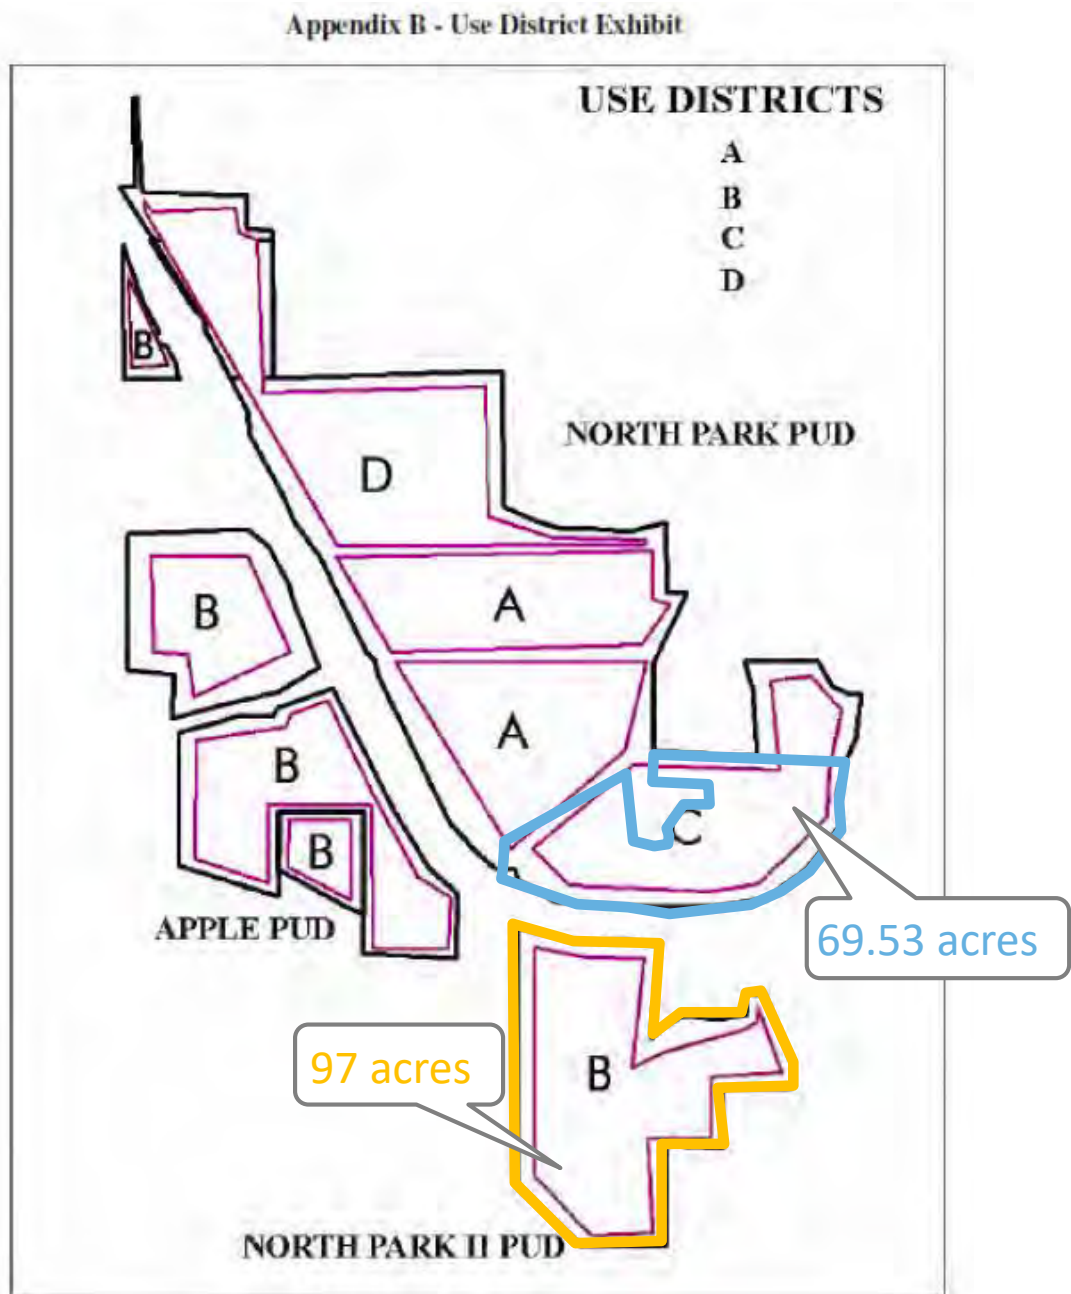 Appendix B - Use District Exhibit
USE DISTRICTS
A
B
C
D
B
NORTH PARK PUD
D
B
A
A
B
C
B
APPLE PUD
69.53 acres
97 acres
B
NORTH PARK II PUD